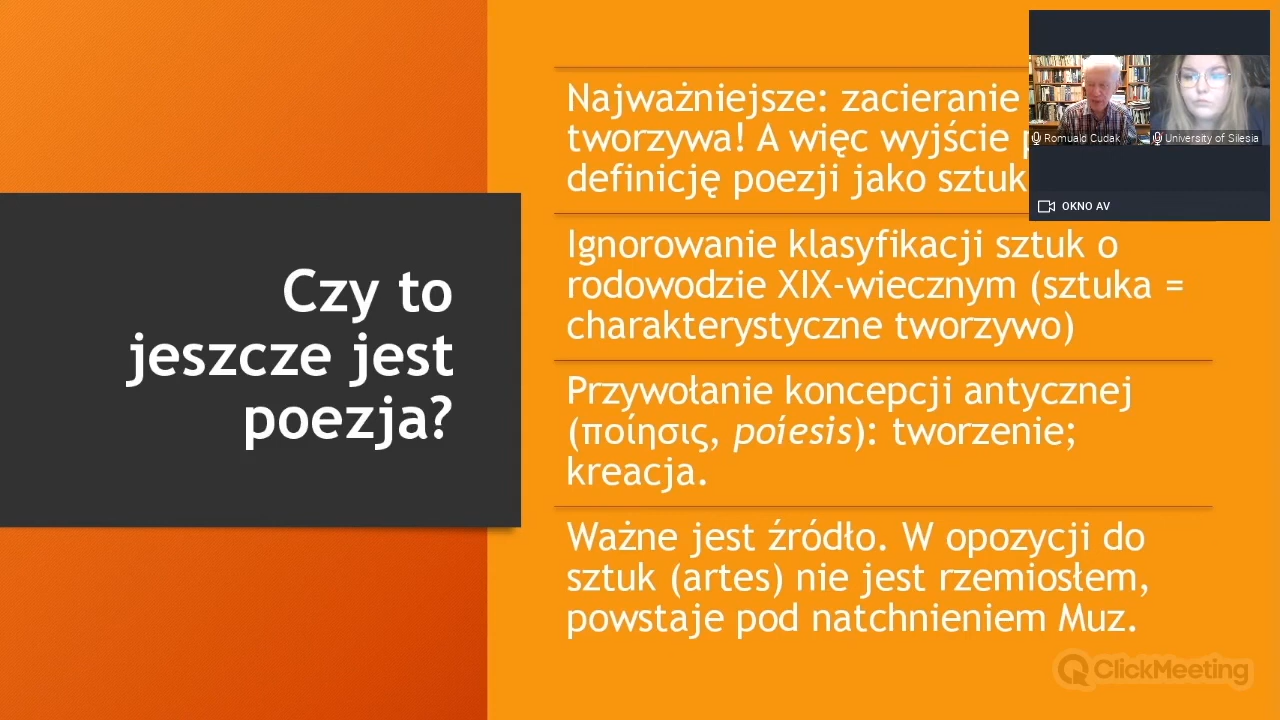 Czy to
jeszcze jest
poezja?
Najważniejsze: zacieranie
tworzywa! A więc wyjście
definicję poezji jako
Ignorowanie klasyfikacji sztuk o
rodowodzie XIX-wiecznym (sztuka =
charakterystyczne tworzywo)
Przywołanie koncepcji antycznej
(ποίησις, poíesis): tworzenie;
kreacja.
Ważne jest źródło. W opozycji do
sztuk (artes) nie jest rzemiosłem,
powstaje pod natchnieniem Muz.
Romuald Cudak
University of Silesia
OKNO AV
ClickMeeting